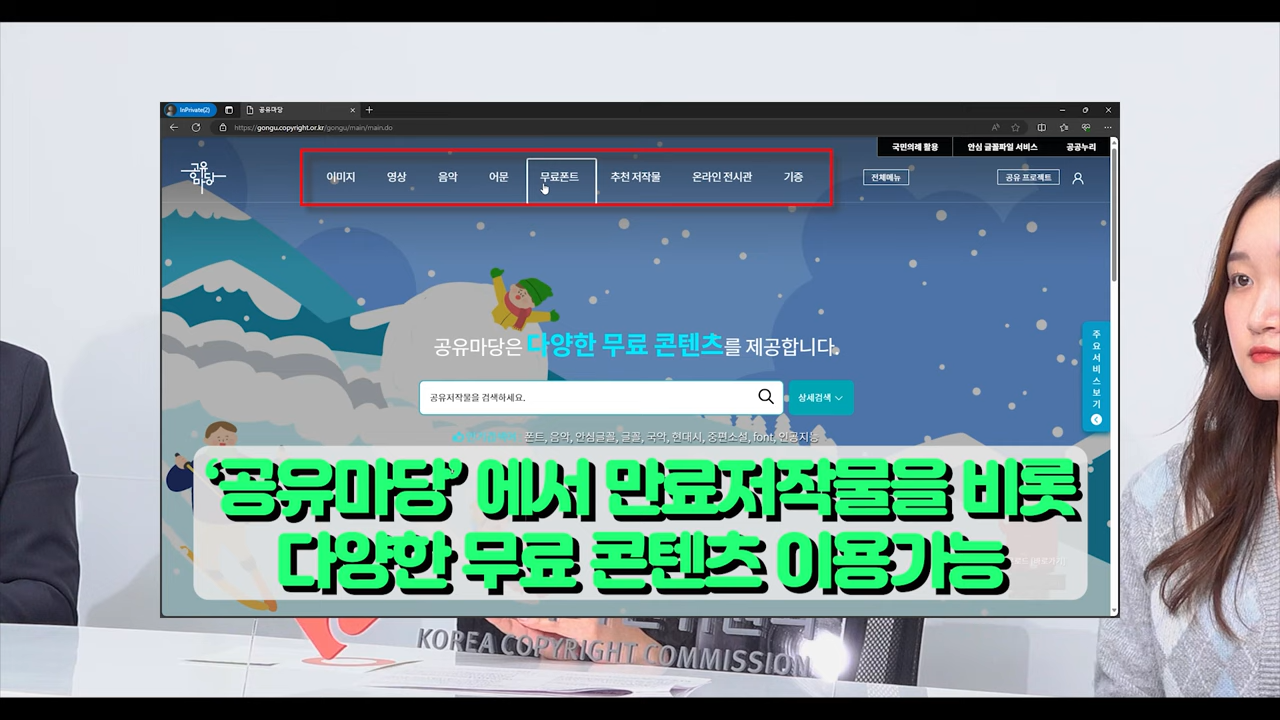 InPrivate(2)
공유마당
https://gongu.copyright.or.kr/gongu/main/main.do
국민의례 활용
안심 글꼴파일 서비스
공공누리
공유
마당
이미지
영상
음악
어문
무료폰트
추천 저작물
온라인 전시관
기증
전체메뉴
공유 프로젝트
공유마당은 다양한 무료 콘텐츠를 제공합니다.
공유저작물을 검색하세요.
상세검색
주요서비스보기
폰트, 음악, 안심글꼴, 글꼴, 국악, 현대시, 중편소설, font, 인공지능
‘공유마당’ 에서 만료저작물을 비롯
다양한 무료 콘텐츠 이용가능
KOREA COPYRIGHT COMMISSION